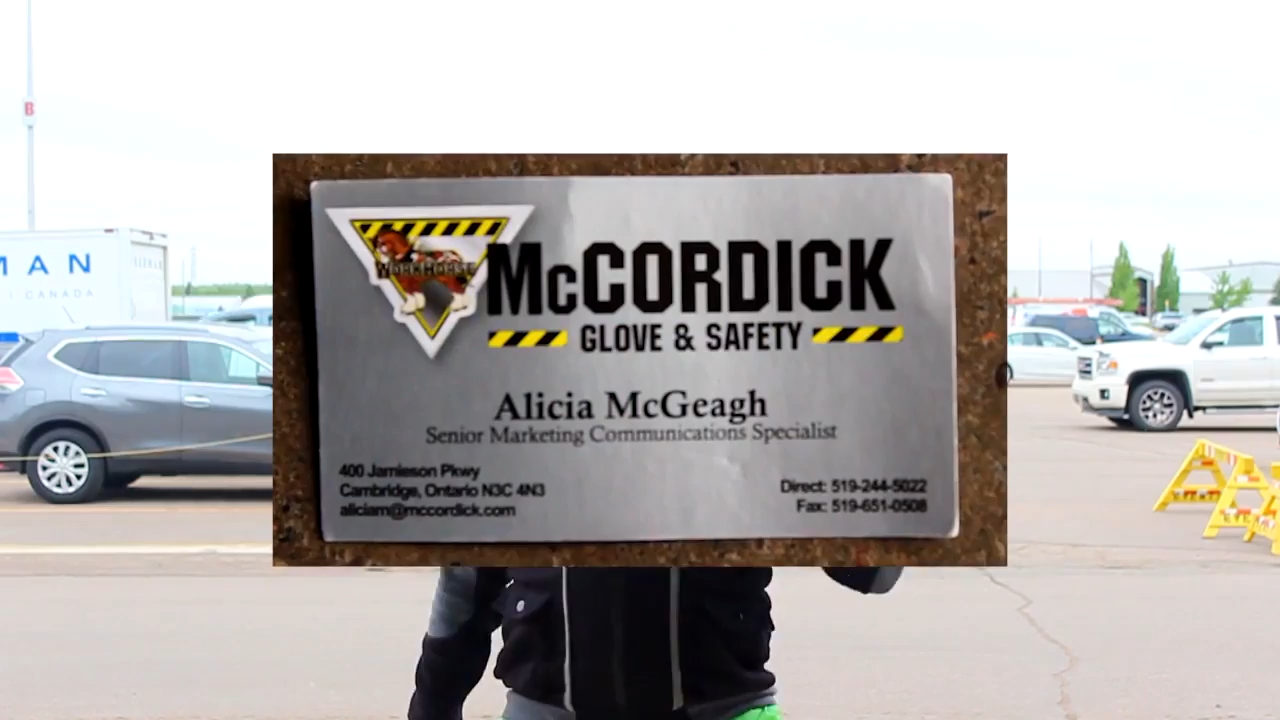 B
MAN
CANADA
WORKHORSE
McCORDICK
GLOVE & SAFETY
Alicia McGeagh
Senior Marketing Communications Specialist
400 Jamieson Pkwy
Cambridge, Ontario N3C 4N3
aliciam@mccordick.com
Direct: 519-244-5022
Fax: 519-651-0508